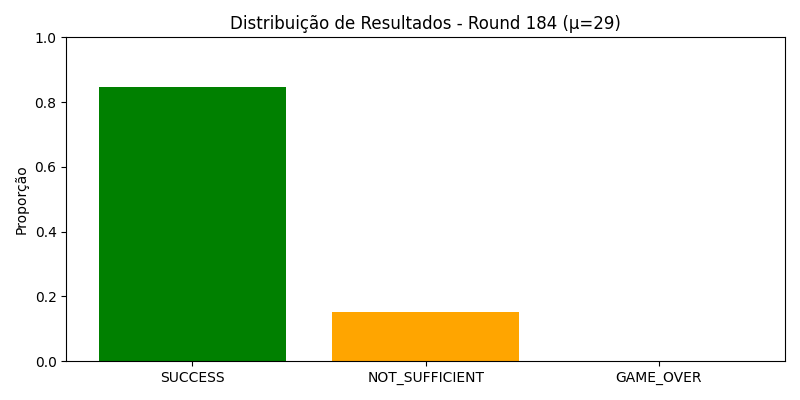 Distribuição de Resultados - Round 184 (μ=29)
Proporção
1.0
0.8
0.6
0.4
0.2
0.0
SUCCESS
NOT_SUFFICIENT
GAME_OVER